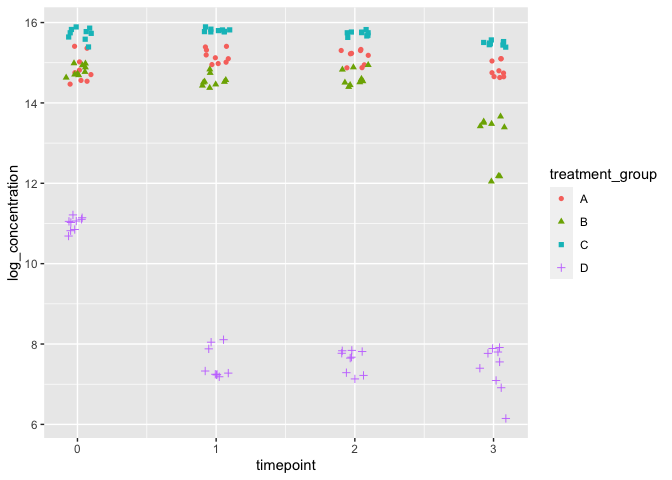 16
14
12
10
8
6
log_concentration
0
1
2
3
timepoint
treatment_group
A
B
C
D